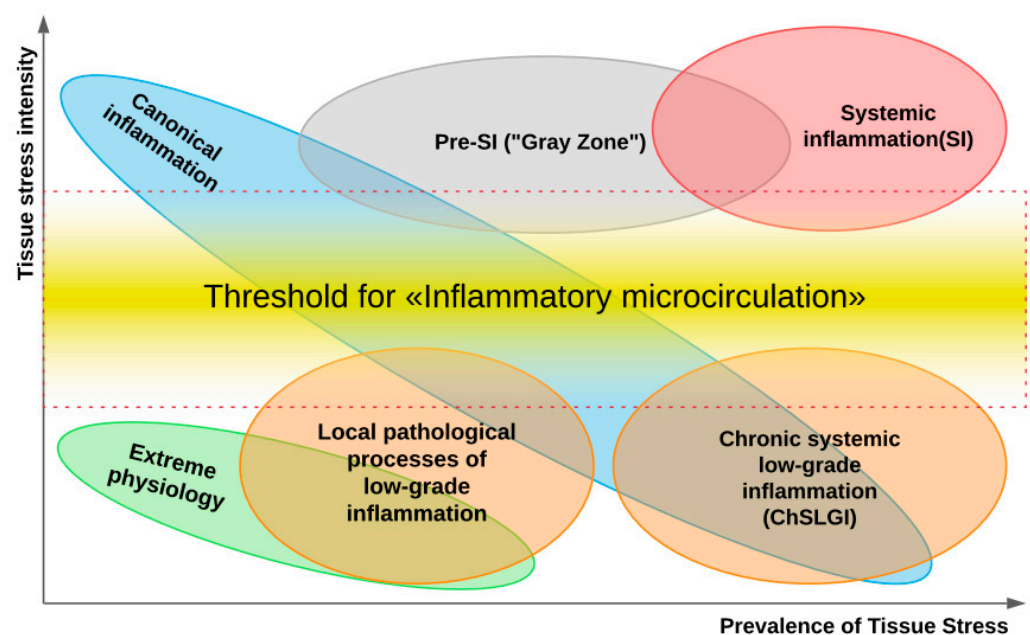 Tissue stress intensity
Canonical
inflammation
Pre-SI ("Gray Zone")
Systemic
inflammation(SI)
Threshold for «Inflammatory microcirculation»
Extreme
physiology
Local pathological
processes of
low-grade
inflammation
Chronic systemic
low-grade
inflammation
(ChSLGI)
Prevalence of Tissue Stress